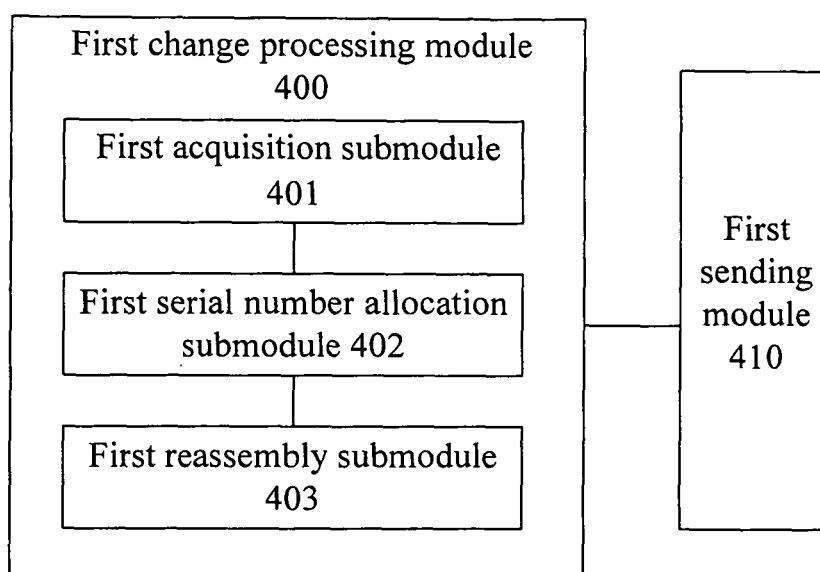 First change processing module
400
First acquisition submodule
401
First serial number allocation
submodule 402
First reassembly submodule
403
First
sending
module
410